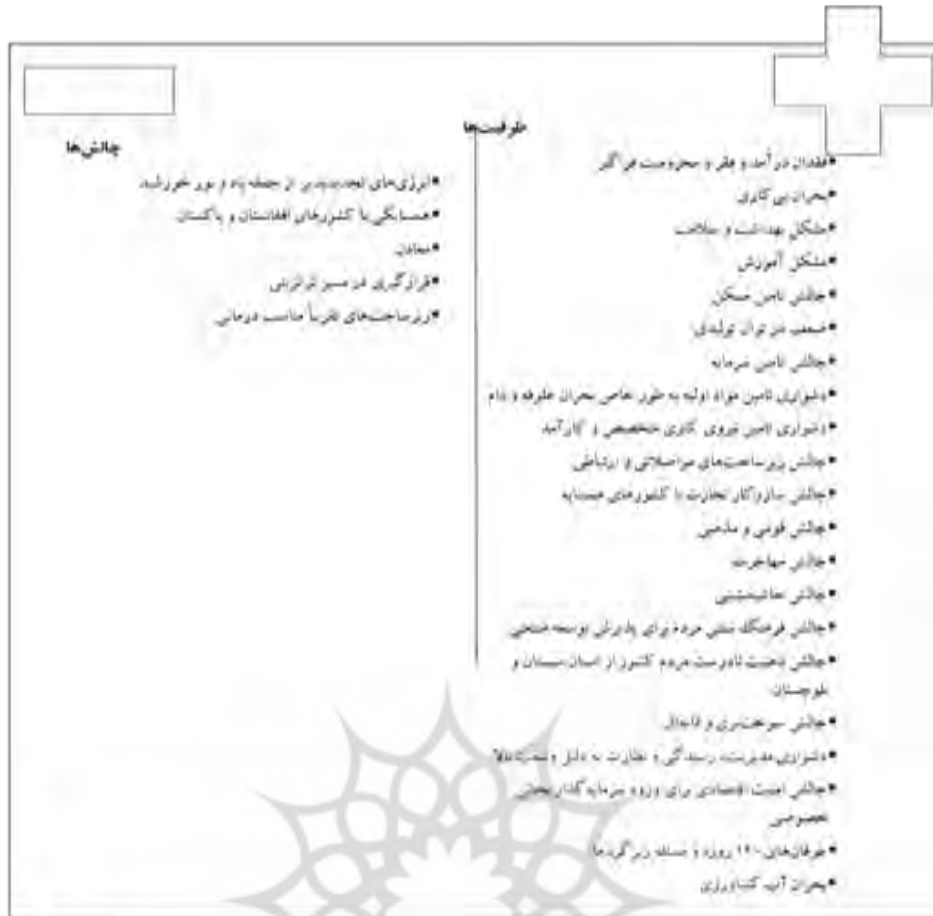 ظرفیت‌ها
چالش‌ها
•فقدان درآمد و فقر و محرومیت فراگیر
•بحران بی‌کاری
•مشکل بهداشت و سلامت
•مشکل آموزش
•چالش تامین مسکن
•ضعف در توان تولیدی
•چالش تامین سرمایه
•دشواری تامین مواد اولیه به طور خاص بحران علوفه و دام
•دشواری تامین نیروی کاری متخصص و کارآمد
•چالش زیرساخت‌های مواصلاتی و ارتباطی
•چالش سازوکار تجارت با کشورهای همسایه
•چالش قومی و مذهبی
•چالش مهاجرت
•چالش حاشیه‌نشینی
•چالش فرهنگ سنتی مردم برای پذیرش توسعه صنعتی
•چالش ذهنیت نادرست مردم کشور از استان سیستان و
بلوچستان
•چالش سوخت‌بری و قاچاق
•دشواری مدیریت، رسیدگی و نظارت به دلیل وسعت بالا
•چالش امنیت اقتصادی برای ورود سرمایه‌گذار بخش
خصوصی
•طوفان‌های ۱۲۰ روزه و مسئله ریزگردها
•بحران آب کشاورزی
•انرژی‌های تجدیدپذیر از جمله باد و نور خورشید
•همسایگی با کشورهای افغانستان و پاکستان
•معادن
•قرارگیری در مسیر ترانزیتی
•زیرساخت‌های تقریباً مناسب درمانی